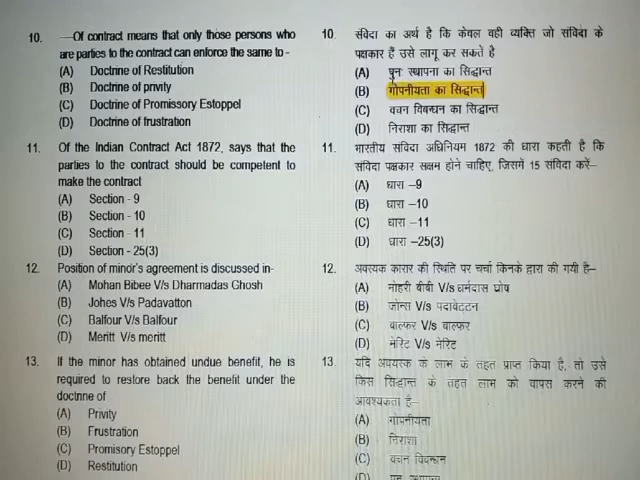 10. —Of contract means that only those persons who
are parties to the contract can enforce the same to -
(A) Doctrine of Restitution
(B) Doctrine of privity
(C) Doctrine of Promissory Estoppel
(D) Doctrine of frustration
11. Of the Indian Contract Act 1872, says that the
parties to the contract should be competent to
make the contract
(A) Section - 9
(B) Section - 10
(C) Section - 11
(D) Section - 25(3)
12. Position of minor's agreement is discussed in-
(A) Mohan Bibee V/s Dharmadas Ghosh
(B) Johes V/s Padavatton
(C) Balfour V/s Balfour
(D) Meritt V/s meritt
13. If the minor has obtained undue benefit, he is
required to restore back the benefit under the
doctnne of
(A) Privity
(B) Frustration
(C) Promisory Estoppel
(D) Restitution
10. संवेदा का अर्थ है कि केवल वही व्यक्ति जो संविदा के
पक्षकार हैं उसे लागू कर सकते है
(A) पुनः स्थापना का सिद्धान्त
(B) गोपनीयता का सिद्धान्त
(C) वचन विबन्धन का सिद्धान्त
(D) निराशा का सिद्धान्त
11. भारतीय संविदा अधिनियम 1872 की धारा कहती है कि
संविदा पक्षकार सक्षम होने चाहिए, जिसमें 15 संविदा करें–
(A) धारा –9
(B) धारा –10
(C) धारा –11
(D) धारा –25(3)
12. अवयस्क कारार की स्थिति पर चर्चा किनके द्वारा की गयी है–
(A) नोहरी बीबी V/s धर्मदास घोष
(B) जोन्स V/s पदावेटटन
(C) बाल्फर V/s बाल्फर
(D) मेरिट V/s नेरिट
13. यदि अवयस्क के लाभ के तहत प्राप्त किया है, तो उसे
किस सिद्धान्त के तहत लाभ को वापस करने की
आवश्यकता है–
(A) गोपनीयता
(B) निराशा
(C) वचन विबन्धन
(D)